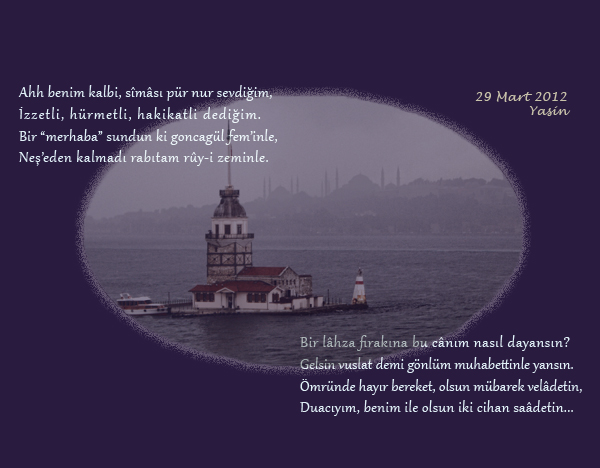 Ahh benim kalbi, sîmâsı pür nur sevdiğim,
İzzetli, hürmetli, hakikatli dediğim.
Bir “merhaba” sundun ki goncagül fem’inle,
Neş’eden kalmadı rabıtam rûy-i zeminle.
29 Mart 2012
Yasin
Bir lâhza firakına bu cânım nasıl dayansın?
Gelsin vuslat demi gönlüm muhabettinle yansın.
Ömründe hayır bereket, olsun mübarek velâdetin,
Duacıyım, benim ile olsun iki cihan saâdetin...